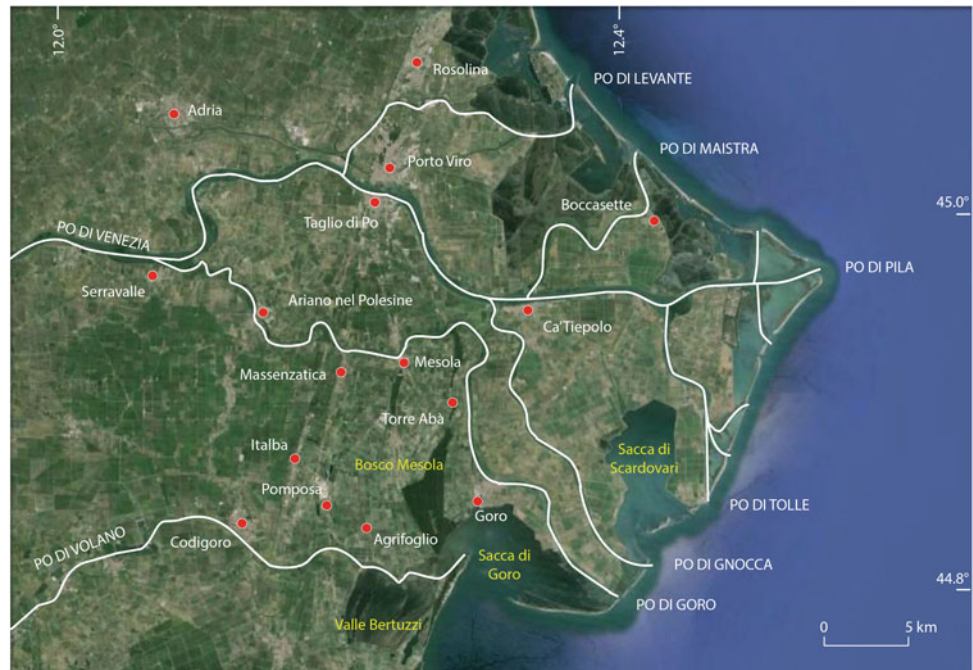 12.0°
12.4°
Rosolina
PO DI LEVANTE
Adria
PO DI MAISTRA
Porto Viro
Boccasette
45.0°
Taglio di Po
PO DI VENEZIA
PO DI PILA
Serravalle
Ariano nel Polesine
Ca'Tiepolo
Mesola
Massenzatica
Torre Abà
Italba
Bosco Mesola
Sacca di
Scardovari
Pomposa
Goro
PO DI TOLLE
PO DI VOLANO
Codigoro
Agrifoglio
Sacca di
Goro
PO DI GNOCCA
44.8°
PO DI GORO
Valle Bertuzzi
0 5 km